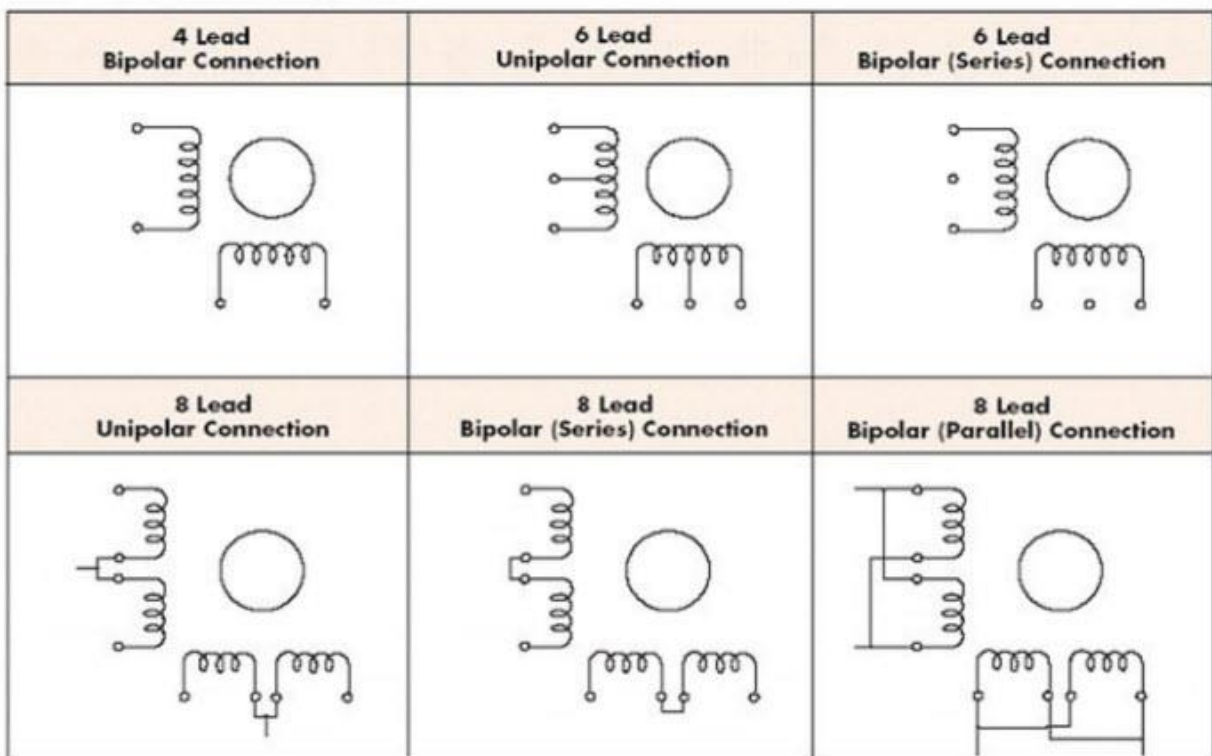 4 Lead
Bipolar Connection
6 Lead
Unipolar Connection
6 Lead
Bipolar (Series) Connection
8 Lead
Unipolar Connection
8 Lead
Bipolar (Series) Connection
8 Lead
Bipolar (Parallel) Connection